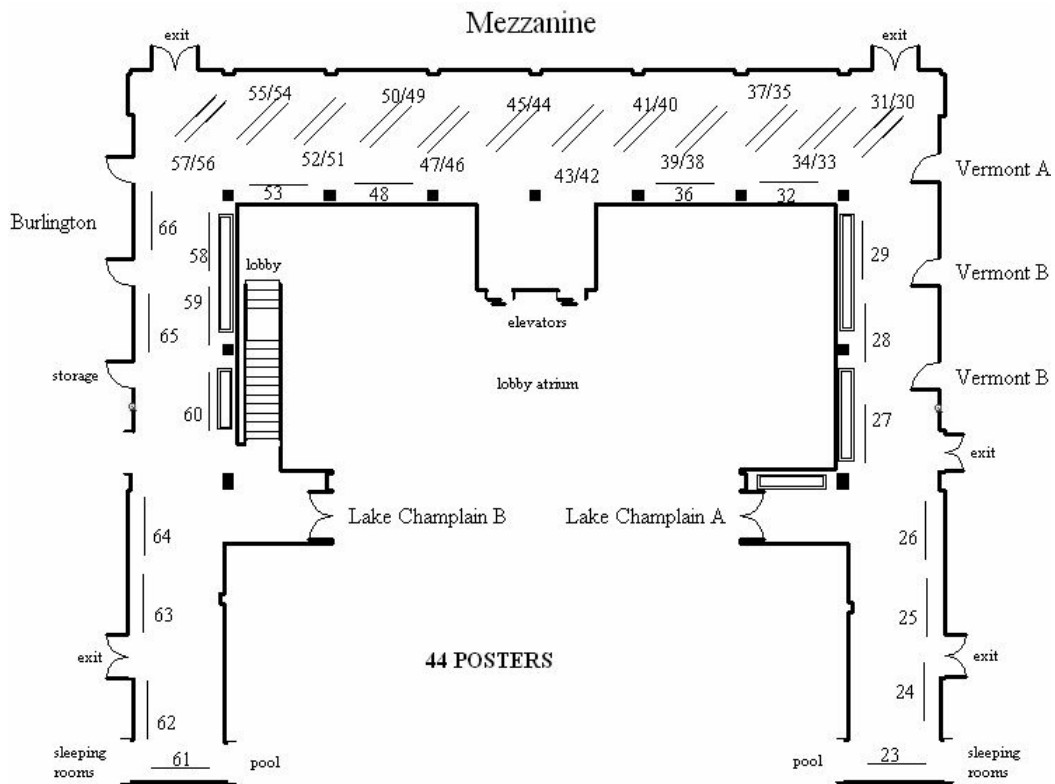 Mezzanine
exit
exit
55/54
50/49
45/44
41/40
37/35
31/30
57/56
52/51
47/46
43/42
39/38
34/33
Vermont A
53
48
36
32
Burlington
66
58
lobby
29
Vermont B
59
65
elevators
28
storage
lobby atrium
Vermont B
60
27
exit
64
Lake Champlain B
Lake Champlain A
26
63
25
exit
44 POSTERS
exit
24
62
sleeping
rooms
61
pool
pool
23
sleeping
rooms